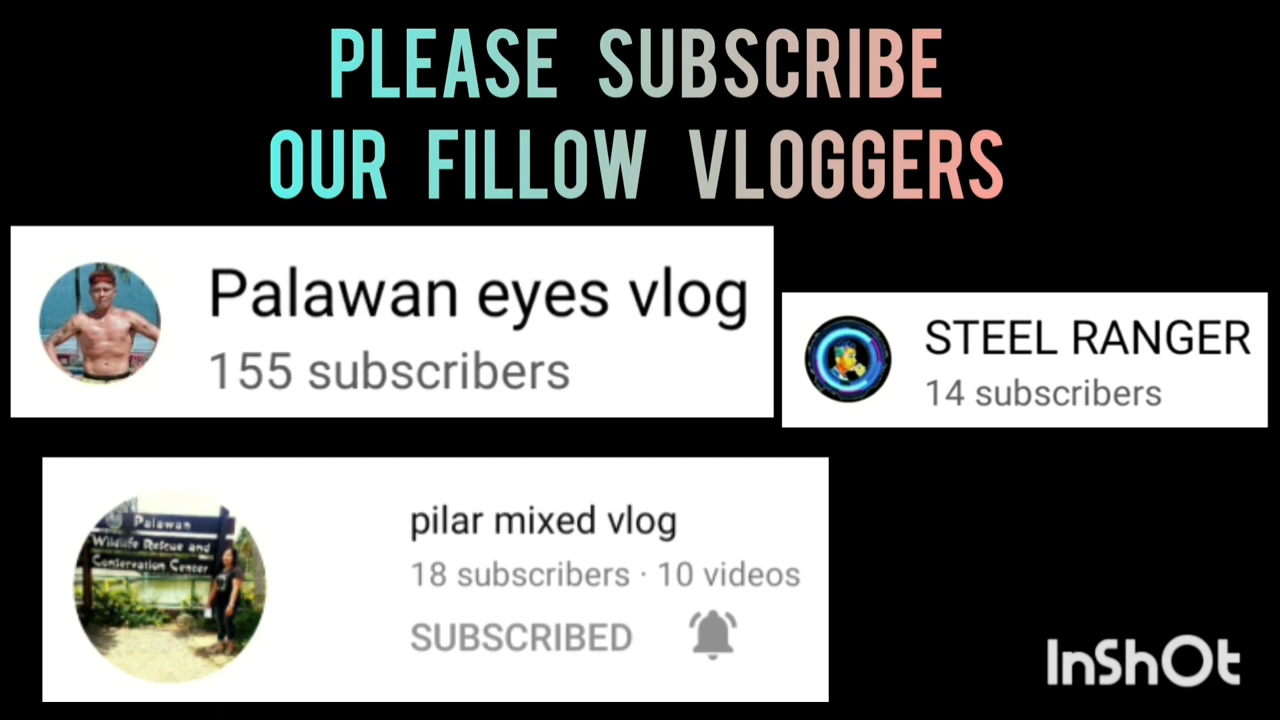 PLEASE SUBSCRIBE
OUR FILLOW VLOGGERS
Palawan eyes vlog
155 subscribers
STEEL RANGER
14 subscribers
Palawan
Wildlife Rescue and
Conservation Center
pilar mixed vlog
18 subscribers · 10 videos
SUBSCRIBED
InShOt